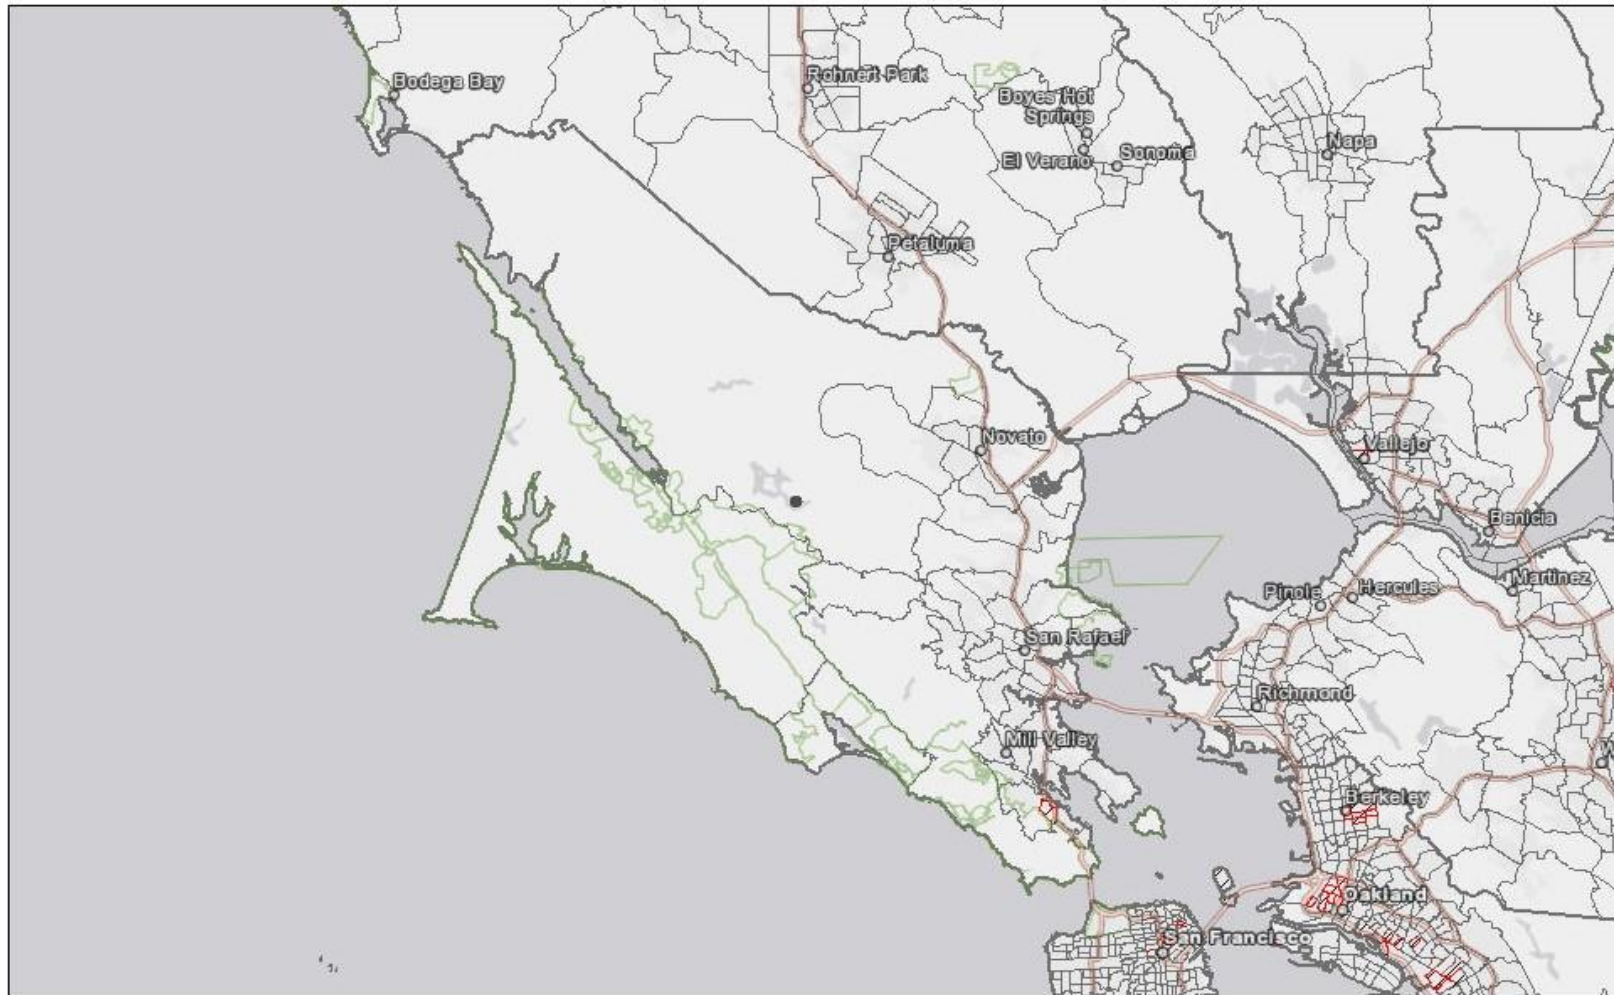 Bodega Bay
Rohnert Park
Boyes Hot
Springs
El Verano
Sonoma
Napa
Petaluma
Novato
Vallejo
Benicia
Martinez
Pinole
Hercules
San Rafael
Richmond
Mill Valley
Berkeley
Oakland
San Francisco